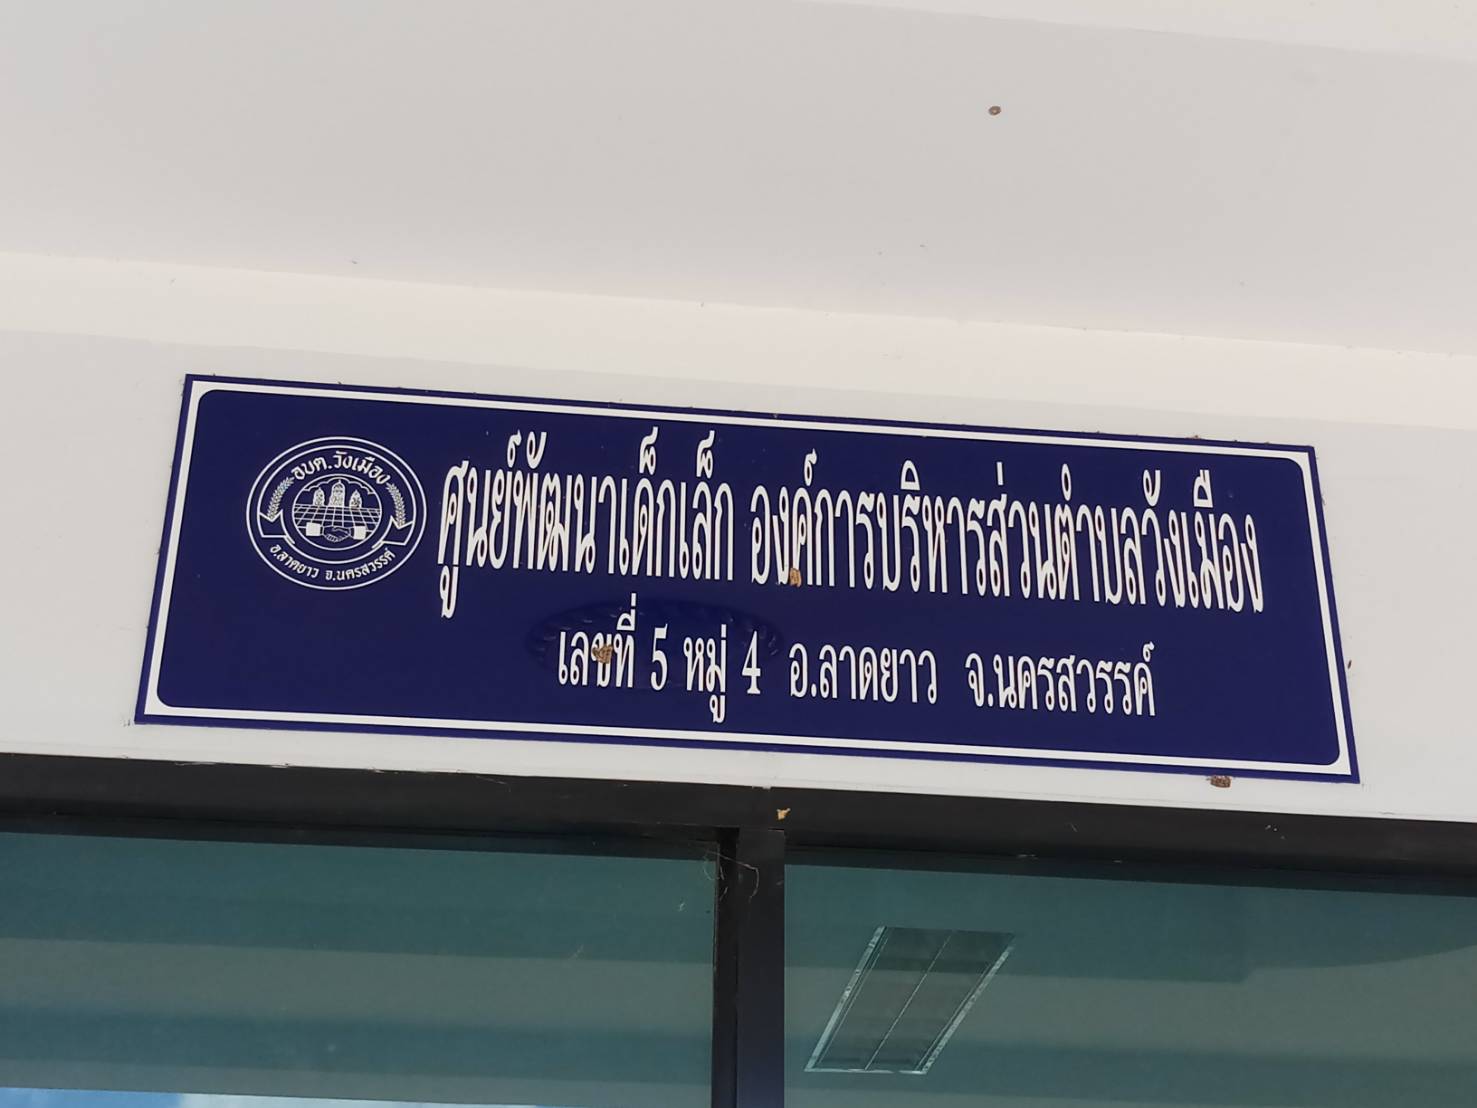 อบต.วังเมือง
อ.ลาดยาว จ.นครสวรรค์
ศูนย์พัฒนาเด็กเล็ก องค์การบริหารส่วนตำบลวังเมือง
เลขที่ 5 หมู่ 4 อ.ลาดยาว จ.นครสวรรค์